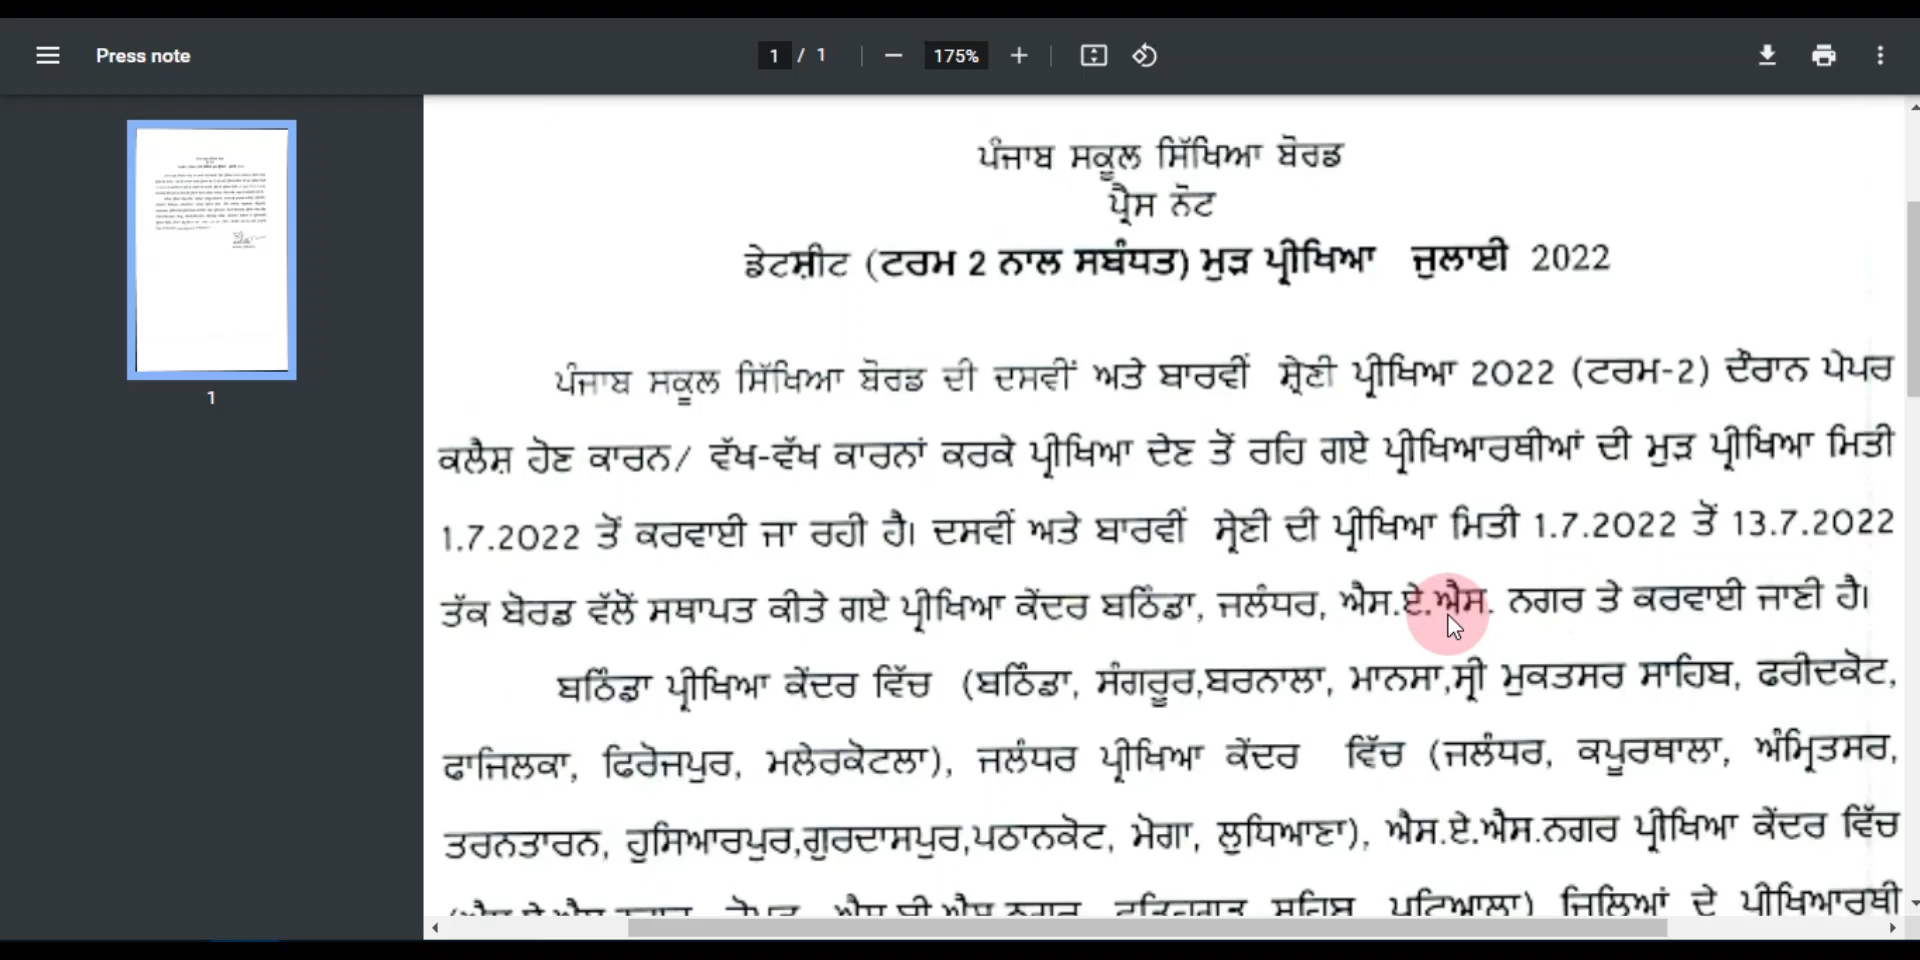 Press note
1 / 1
175%
1
ਪੰਜਾਬ ਸਕੂਲ ਸਿੱਖਿਆ ਬੋਰਡ
ਪ੍ਰੈਸ ਨੋਟ
ਡੇਟਸ਼ੀਟ (ਟਰਮ 2 ਨਾਲ ਸਬੰਧਤ) ਮੁੜ ਪ੍ਰੀਖਿਆ ਜੁਲਾਈ 2022
ਪੰਜਾਬ ਸਕੂਲ ਸਿੱਖਿਆ ਬੋਰਡ ਦੀ ਦਸਵੀਂ ਅਤੇ ਬਾਰਵੀਂ ਸ਼੍ਰੇਣੀ ਪ੍ਰੀਖਿਆ 2022 (ਟਰਮ-2) ਦੌਰਾਨ ਪੇਪਰ
ਕਲੈਸ਼ ਹੋਣ ਕਾਰਨ/ ਵੱਖ-ਵੱਖ ਕਾਰਨਾਂ ਕਰਕੇ ਪ੍ਰੀਖਿਆ ਦੇਣ ਤੋਂ ਰਹਿ ਗਏ ਪ੍ਰੀਖਿਆਰਥੀਆਂ ਦੀ ਮੁੜ ਪ੍ਰੀਖਿਆ ਮਿਤੀ
1.7.2022 ਤੋਂ ਕਰਵਾਈ ਜਾ ਰਹੀ ਹੈ। ਦਸਵੀਂ ਅਤੇ ਬਾਰਵੀਂ ਸ੍ਰੇਣੀ ਦੀ ਪ੍ਰੀਖਿਆ ਮਿਤੀ 1.7.2022 ਤੋਂ 13.7.2022
ਤੱਕ ਬੋਰਡ ਵੱਲੋਂ ਸਥਾਪਤ ਕੀਤੇ ਗਏ ਪ੍ਰੀਖਿਆ ਕੇਂਦਰ ਬਠਿੰਡਾ, ਜਲੰਧਰ, ਐਸ.ਏ.ਐਸ. ਨਗਰ ਤੇ ਕਰਵਾਈ ਜਾਣੀ ਹੈ।
ਬਠਿੰਡਾ ਪ੍ਰੀਖਿਆ ਕੇਂਦਰ ਵਿੱਚ (ਬਠਿੰਡਾ, ਸੰਗਰੂਰ,ਬਰਨਾਲਾ, ਮਾਨਸਾ,ਸ੍ਰੀ ਮੁਕਤਸਰ ਸਾਹਿਬ, ਫਰੀਦਕੋਟ,
ਫਾਜਿਲਕਾ, ਫਿਰੋਜਪੁਰ, ਮਲੇਰਕੋਟਲਾ), ਜਲੰਧਰ ਪ੍ਰੀਖਿਆ ਕੇਂਦਰ ਵਿੱਚ (ਜਲੰਧਰ, ਕਪੂਰਥਾਲਾ, ਅੰਮ੍ਰਿਤਸਰ,
ਤਰਨਤਾਰਨ, ਹੁਸਿਆਰਪੁਰ,ਗੁਰਦਾਸਪੁਰ,ਪਠਾਨਕੋਟ, ਮੋਗਾ, ਲੁਧਿਆਣਾ), ਐਸ.ਏ.ਐਸ.ਨਗਰ ਪ੍ਰੀਖਿਆ ਕੇਂਦਰ ਵਿੱਚ
ਪਟਿਆਲਾ) ਜਿਲਿਆਂ ਦੇ ਪ੍ਰੀਖਿਆਰਥੀ